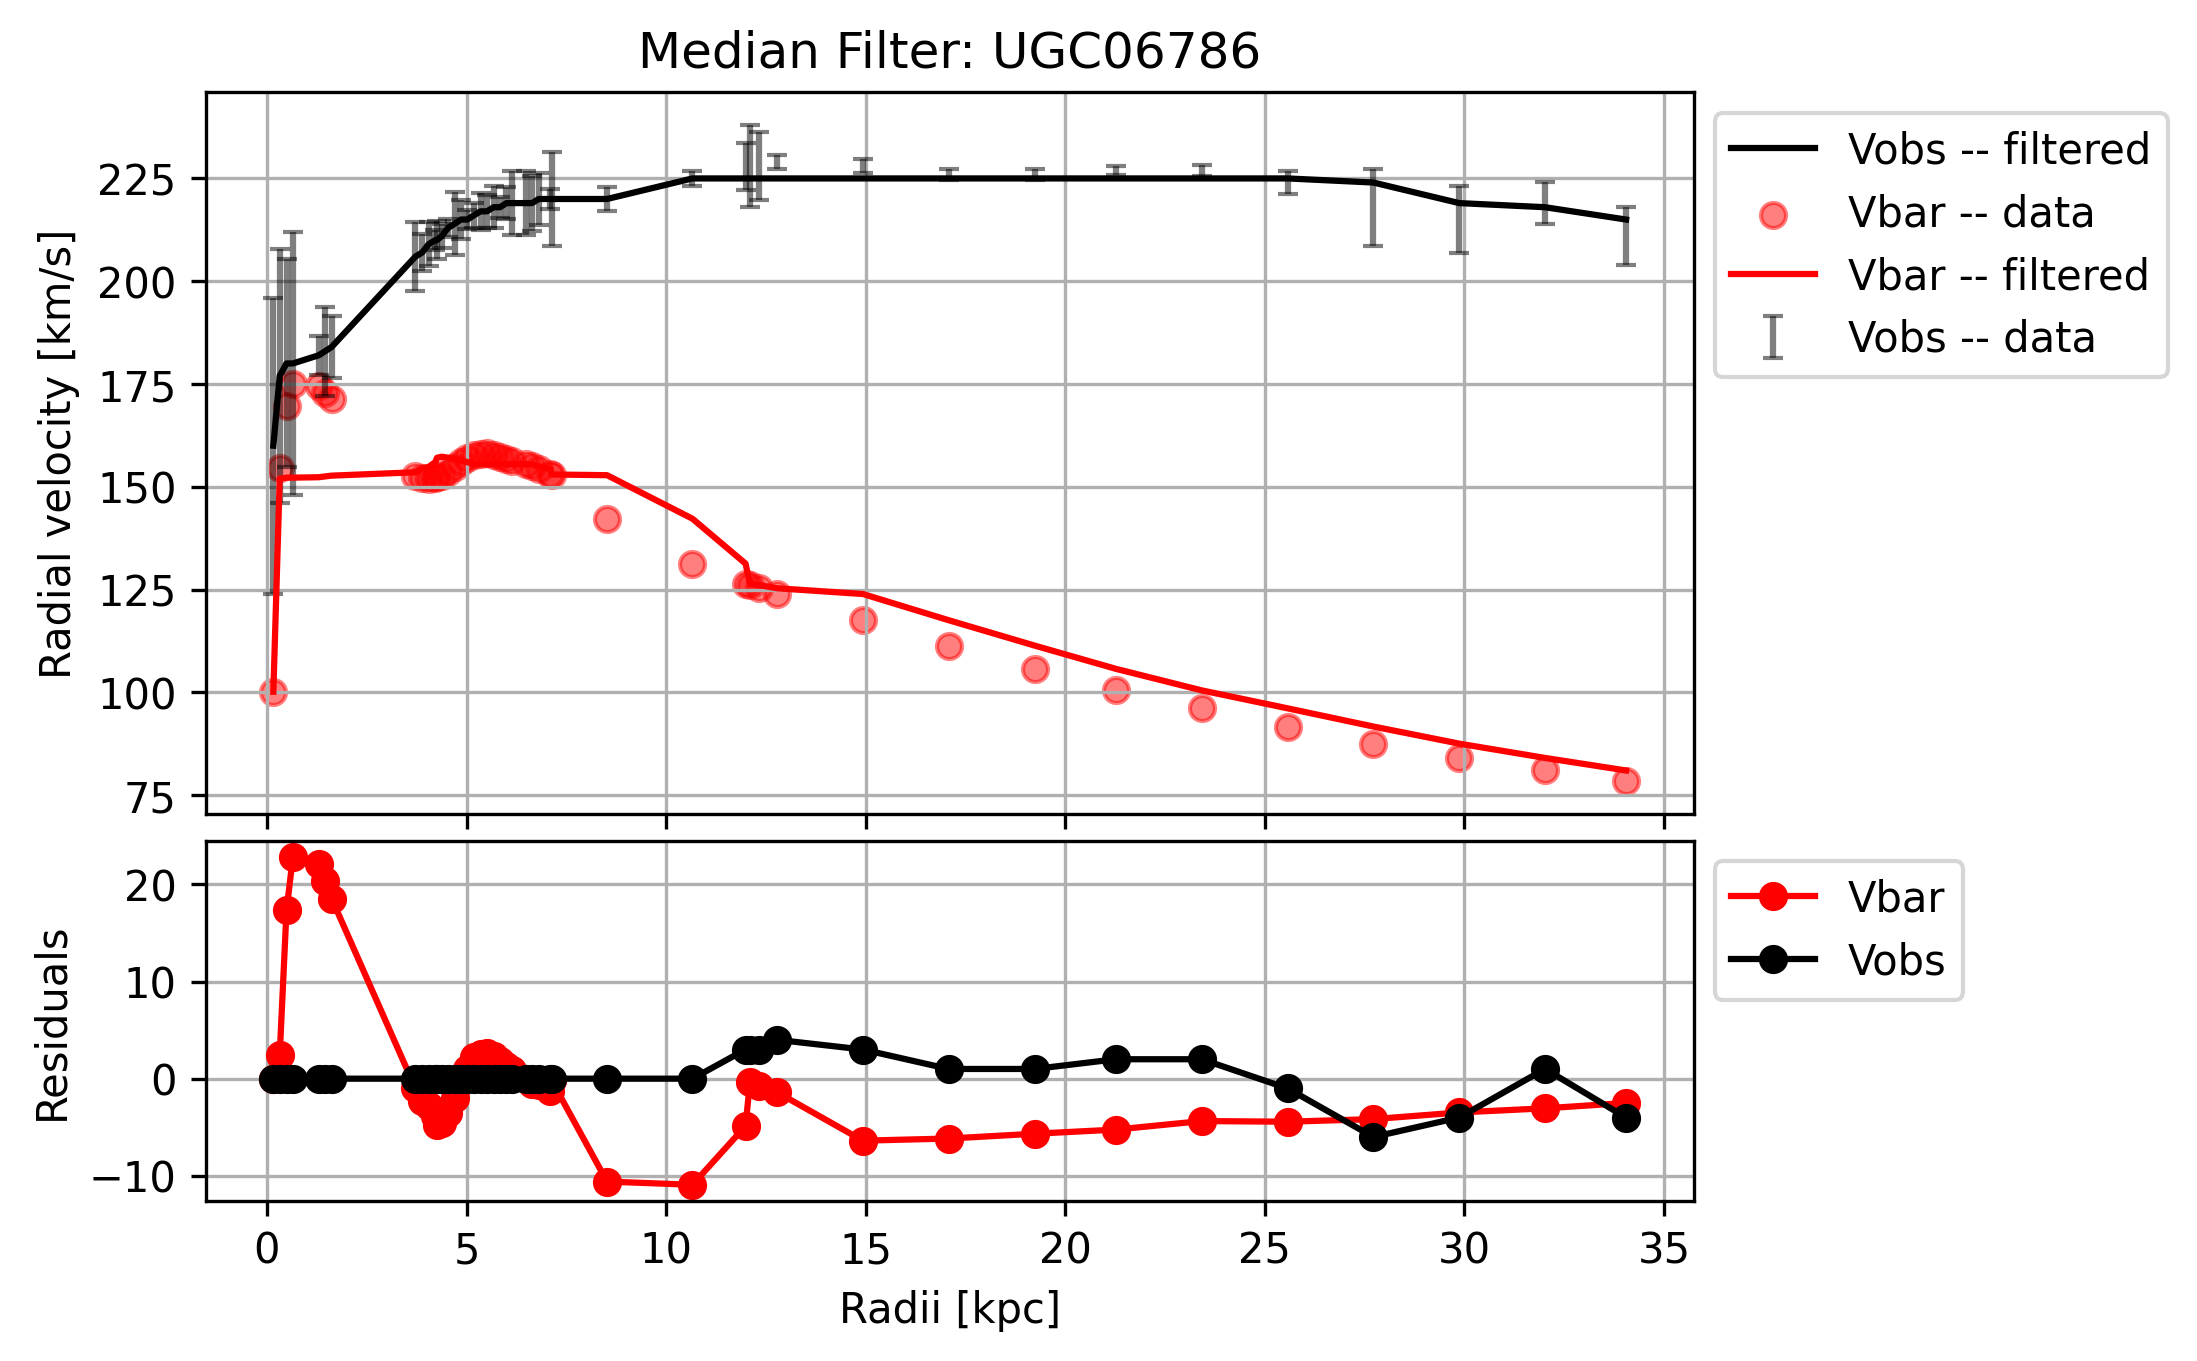 Median Filter: UGC06786
Radial velocity [km/s]
225
200
175
150
125
100
75
Vobs -- filtered
Vbar -- data
Vbar -- filtered
Vobs -- data
Residuals
20
10
0
−10
Vbar
Vobs
0 5 10 15 20 25 30 35
Radii [kpc]